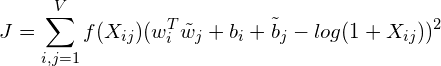 J = \sum_{i,j=1}^{V} f(X_{ij})(w_i^T \tilde{w}_j + b_i + \tilde{b}_j - log(1 + X_{ij}))^2